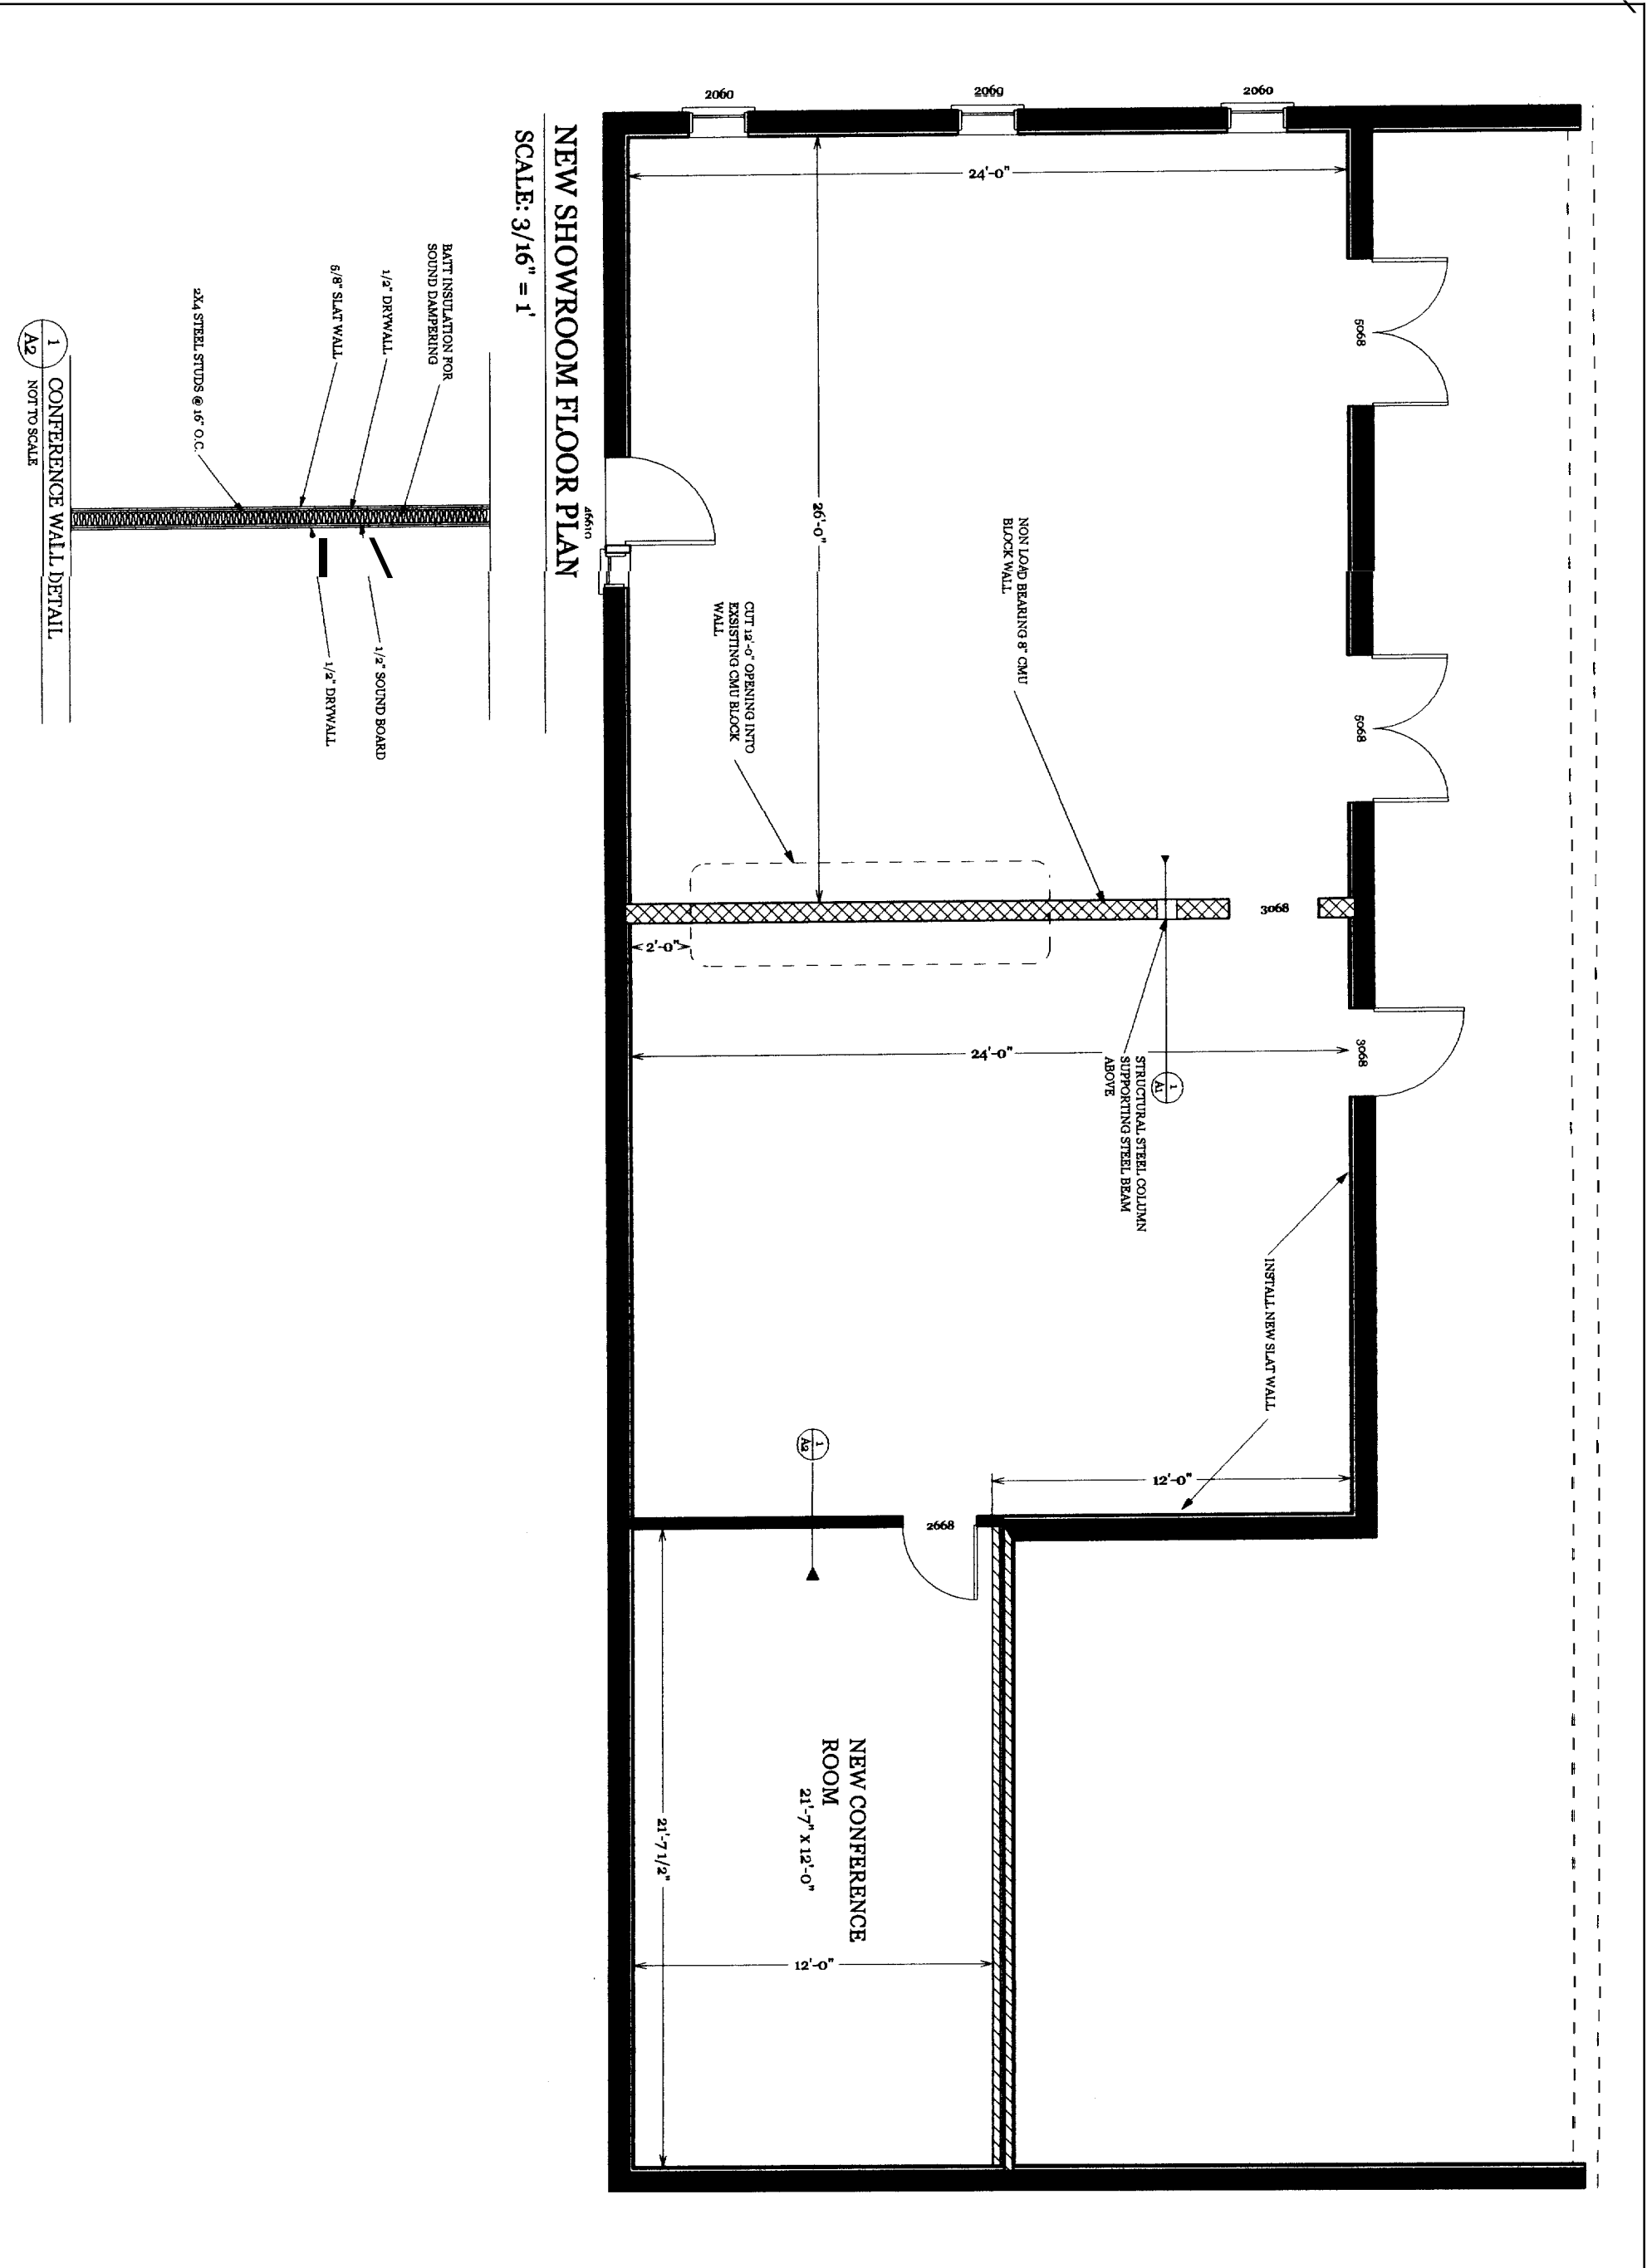 2060
2060
2060
24'-0"
5068
5068
26'-0"
46610
NON LOAD BEARING 8" CMU
BLOCK WALL
CUT 12'-0" OPENING INTO
EXSISTING CMU BLOCK
WALL
3068
2'-0"
24'-0"
3068
1
A1
STRUCTURAL STEEL COLUMN
SUPPORTING STEEL BEAM
ABOVE
INSTALL NEW SLAT WALL
12'-0"
1
A2
2668
NEW CONFERENCE
ROOM
21'-7" X 12'-0"
21'-7 1/2"
12'-0"
NEW SHOWROOM FLOOR PLAN
SCALE: 3/16" = 1'
BATT INSULATION FOR
SOUND DAMPERING
1/2" DRYWALL
5/8" SLAT WALL
2X4 STEEL STUDS @ 16" O.C.
1/2" SOUND BOARD
1/2" DRYWALL
1
A2
CONFERENCE WALL DETAIL
NOT TO SCALE